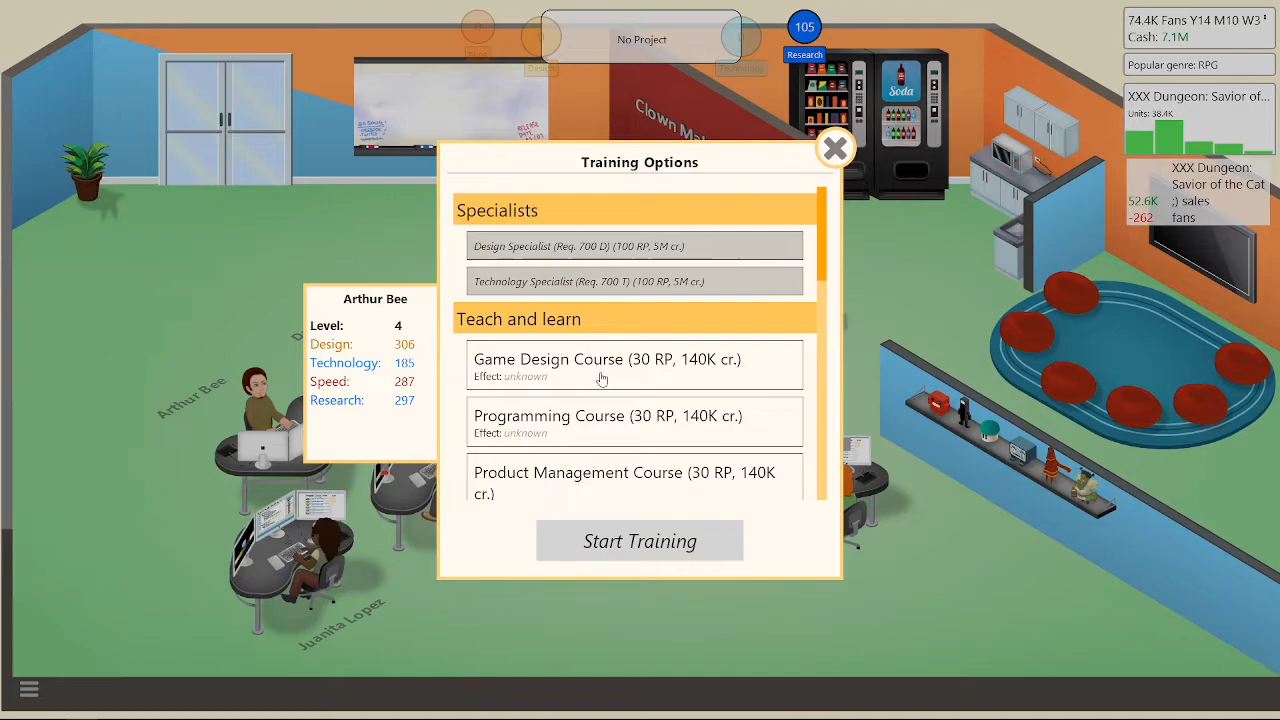 No Project
105
Research
74.4K Fans Y14 M10 W3
Cash: 7.1M
Popular genre: RPG
XXX Dungeon: Savior or...
Units: 384K
XXX Dungeon:
Savior of the Cat
52.6K :) sales
-262 fans
Soda
RELEASE
Training Options
Specialists
Design Specialist (Req. 700 D) (100 RP, 5M cr.)
Technology Specialist (Req. 700 T) (100 RP, 5M cr.)
Teach and learn
Game Design Course (30 RP, 140K cr.)
Effect: unknown
Programming Course (30 RP, 140K cr.)
Effect: unknown
Product Management Course (30 RP, 140K
cr.)
Start Training
Arthur Bee
Level: 4
Design: 306
Technology: 185
Speed: 287
Research: 297
Arthur Bee
Juanita Lopez